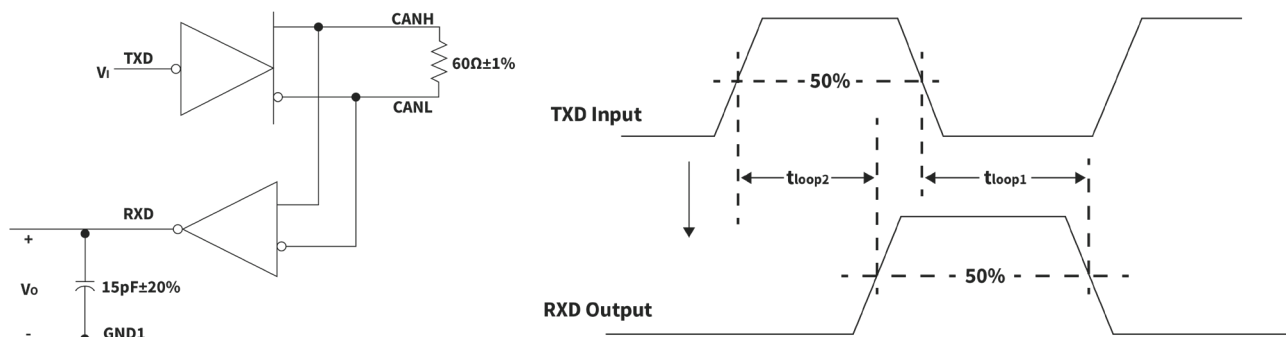 CANH
TXD
VI
60Ω±1%
CANL
RXD
+
VO
15pF±20%
-
GND1
50%
TXD Input
tloop2
tloop1
50%
RXD Output